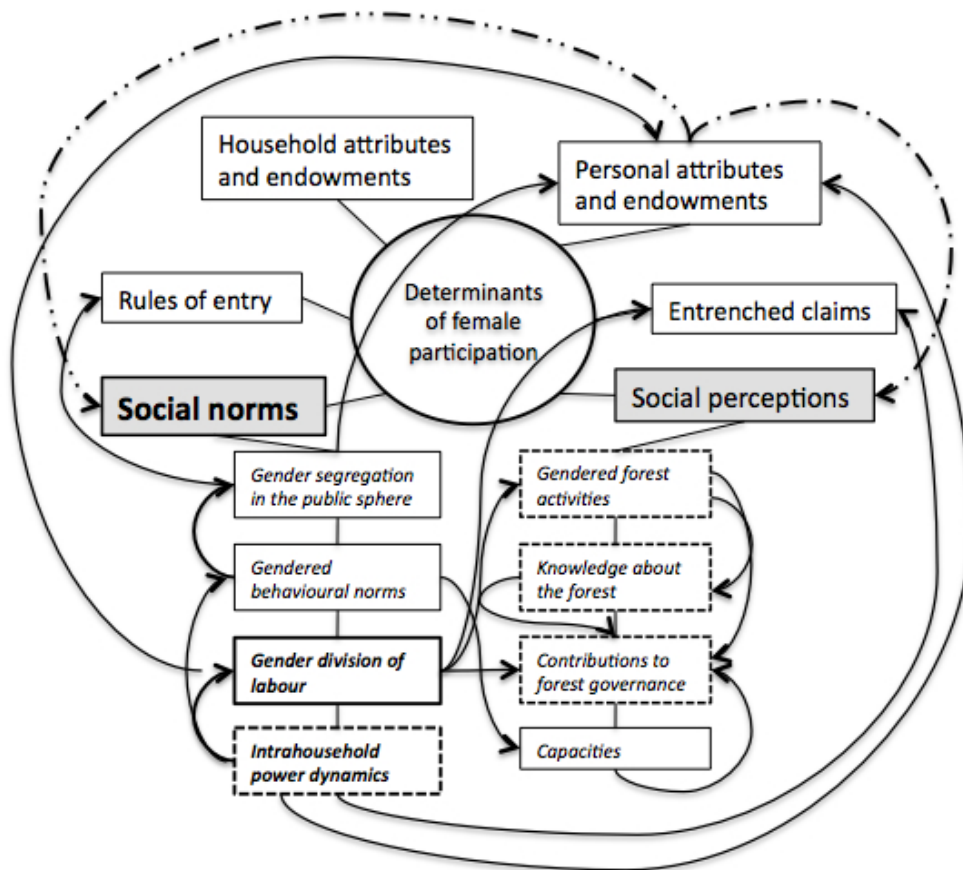 Household attributes
and endowments
Personal attributes
and endowments
Rules of entry
Determinants
of female
participation
Entrenched claims
Social norms
Social perceptions
Gender segregation
in the public sphere
Gendered forest
activities
Gendered
behavioural norms
Knowledge about
the forest
Gender division of
labour
Contributions to
forest governance
Intrahousehold
power dynamics
Capacities